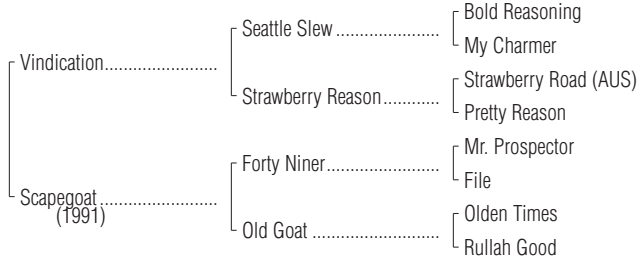 Bold Reasoning
Seattle Slew ........................
My Charmer
Vindication..........................
Strawberry Road (AUS)
Strawberry Reason.............
Pretty Reason
Mr. Prospector
Forty Niner..........................
File
Scapegoat ...........................
(1991)
Olden Times
Old Goat .............................
Rullah Good